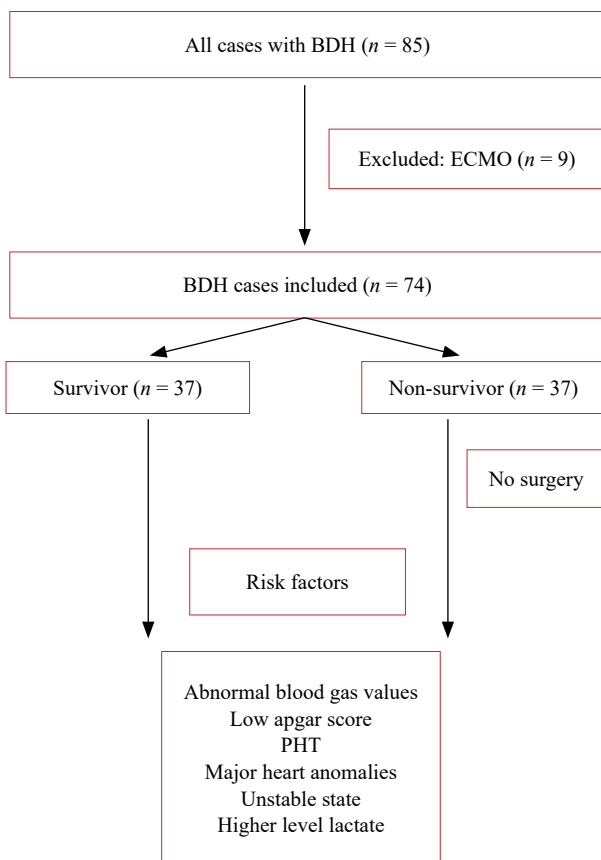 All cases with BDH (n = 85)
Excluded: ECMO (n = 9)
BDH cases included (n = 74)
Survivor (n = 37)
Non-survivor (n = 37)
No surgery
Risk factors
Abnormal blood gas values
Low apgar score
PHT
Major heart anomalies
Unstable state
Higher level lactate